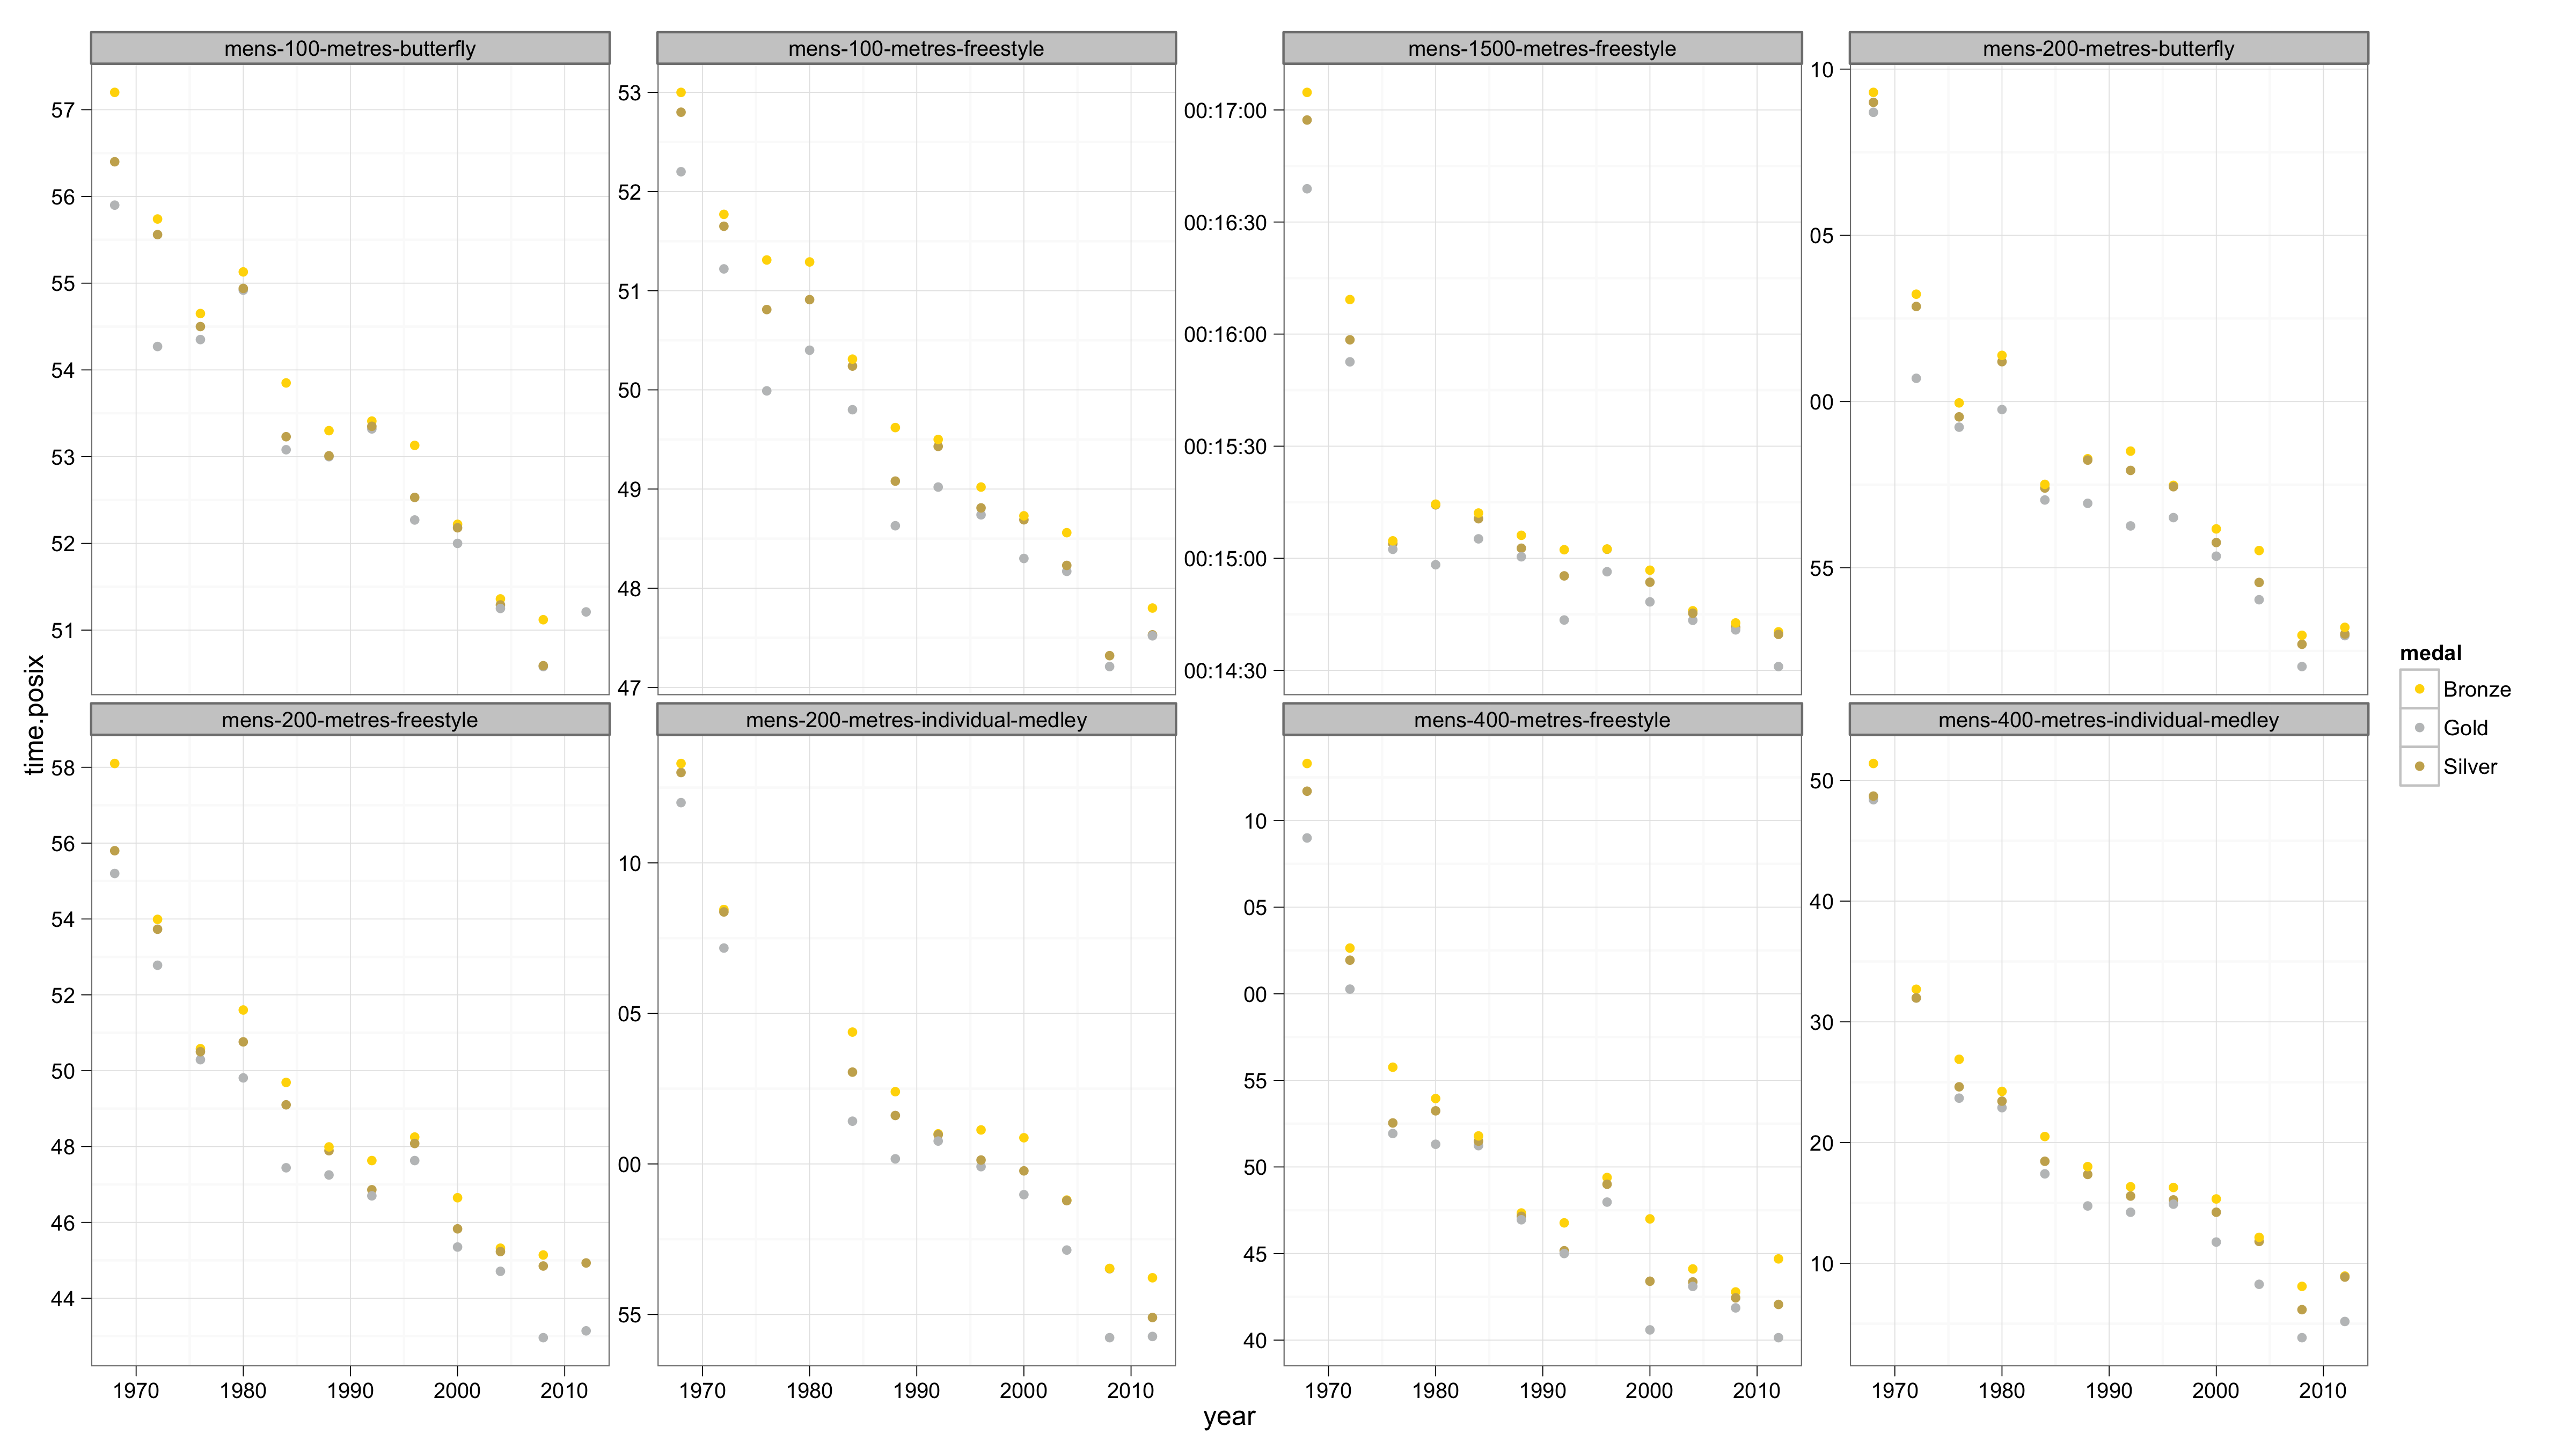 mens-100-metres-butterfly
mens-100-metres-freestyle
mens-1500-metres-freestyle
mens-200-metres-butterfly
57
56
55
54
53
52
51
53
52
51
50
49
48
47
00:17:00
00:16:30
00:16:00
00:15:30
00:15:00
00:14:30
10
05
00
55
mens-200-metres-freestyle
mens-200-metres-individual-medley
mens-400-metres-freestyle
mens-400-metres-individual-medley
58
56
54
52
50
48
46
44
10
05
00
55
10
05
00
55
50
45
40
50
40
30
20
10
1970 1980 1990 2000 2010
1970 1980 1990 2000 2010
1970 1980 1990 2000 2010
1970 1980 1990 2000 2010
year
time.posix
medal
Bronze
Gold
Silver